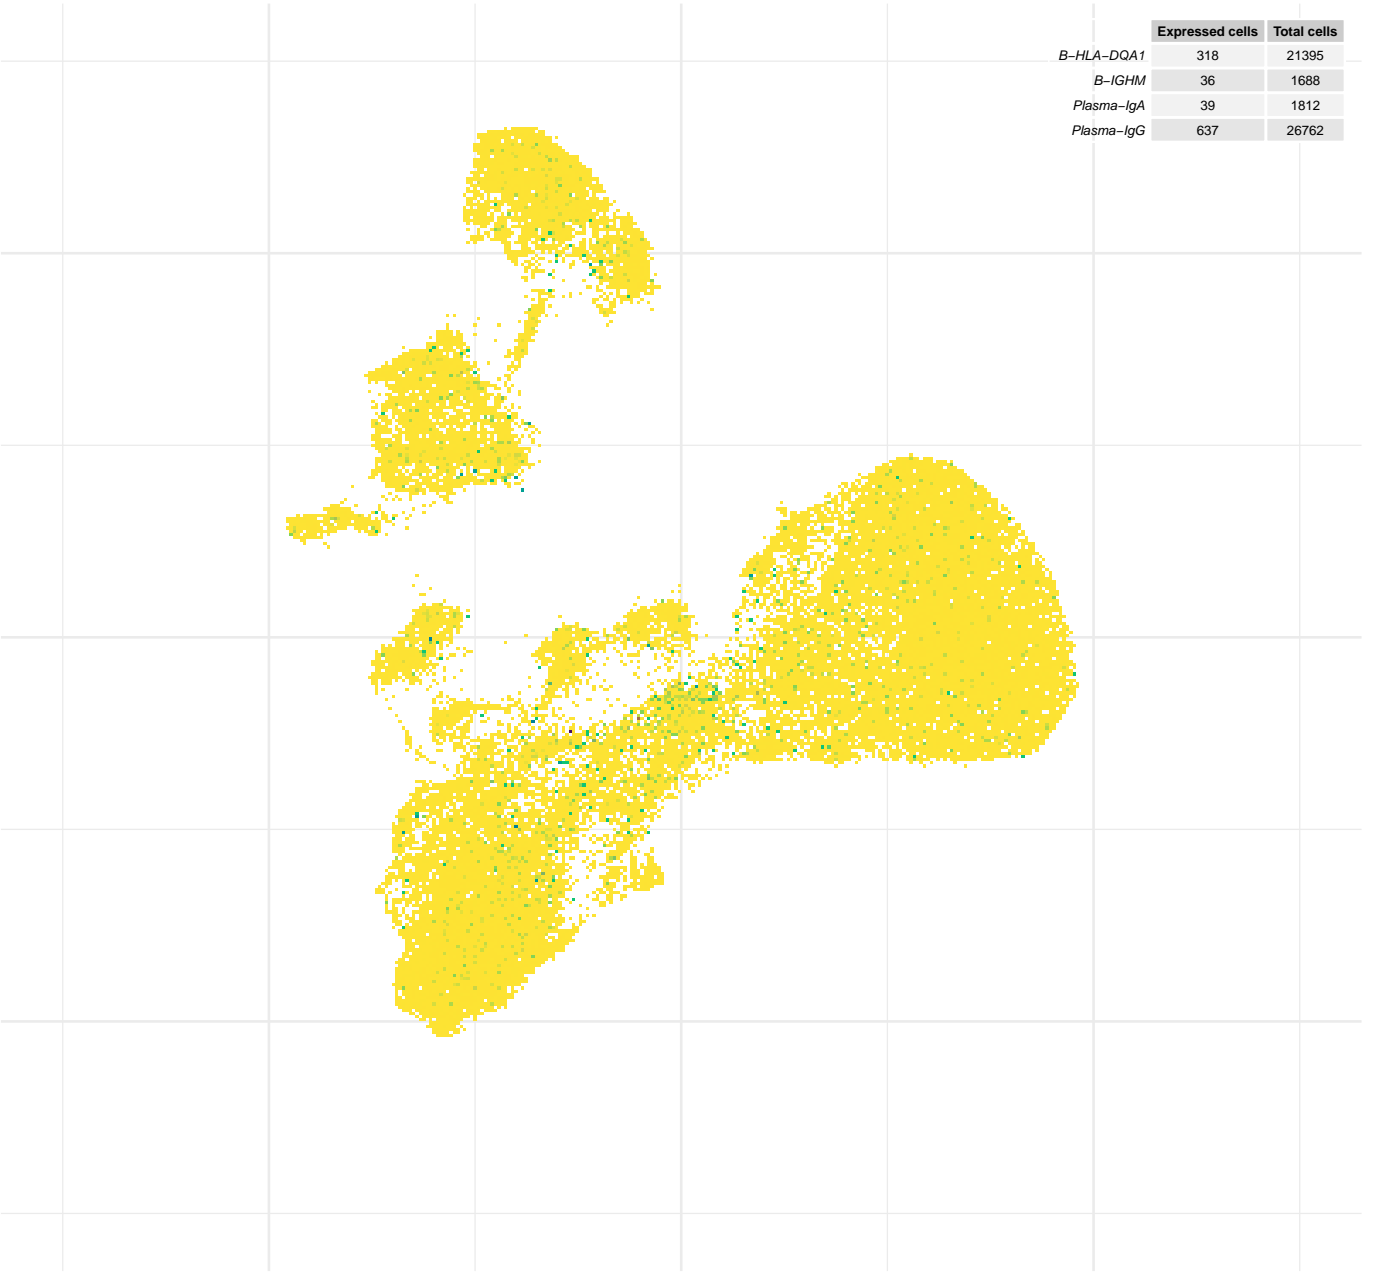 Expressed cells Total cells
B−HLA−DQA1 318 21395
B−IGHM 36 1688
Plasma−IgA 39 1812
Plasma−IgG 637 26762